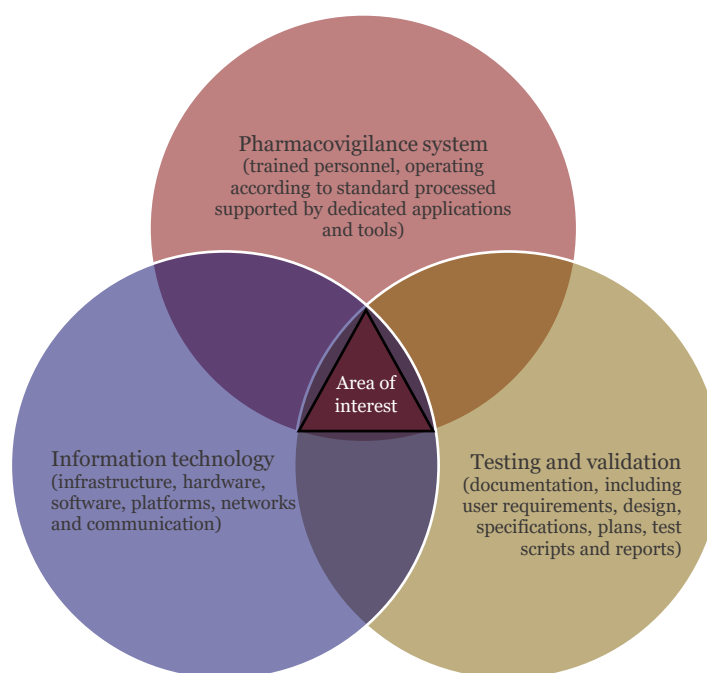 Pharmacovigilance system
(trained personnel, operating
according to standard processed
supported by dedicated applications
and tools)
Area of
interest
Information technology
(infrastructure, hardware,
software, platforms, networks
and communication)
Testing and validation
(documentation, including
user requirements, design,
specifications, plans, test
scripts and reports)